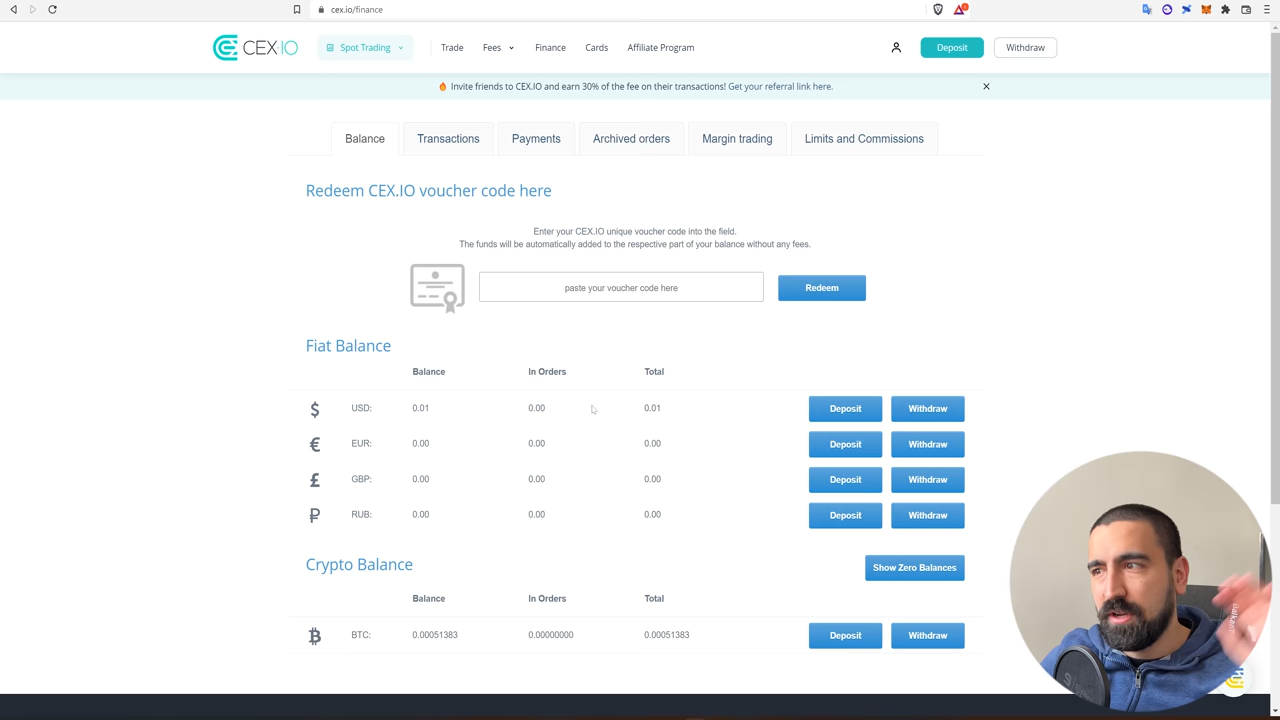 cex.io/finance
1
CEX.IO
Spot Trading
Trade
Fees
Finance
Cards
Affiliate Program
Deposit
Withdraw
Invite friends to CEX.IO and earn 30% of the fee on their transactions! Get your referral link here.
Balance
Transactions
Payments
Archived orders
Margin trading
Limits and Commissions
Redeem CEX.IO voucher code here
Enter your CEX.IO unique voucher code into the field.
The funds will be automatically added to the respective part of your balance without any fees.
paste your voucher code here
Redeem
Fiat Balance
Balance In Orders Total
$ USD: 0.01 0.00 0.01 Deposit Withdraw
€ EUR: 0.00 0.00 0.00 Deposit Withdraw
£ GBP: 0.00 0.00 0.00 Deposit Withdraw
₽ RUB: 0.00 0.00 0.00 Deposit Withdraw
Crypto Balance
Show Zero Balances
Balance In Orders Total
₿ BTC: 0.00051383 0.00000000 0.00051383 Deposit Withdraw